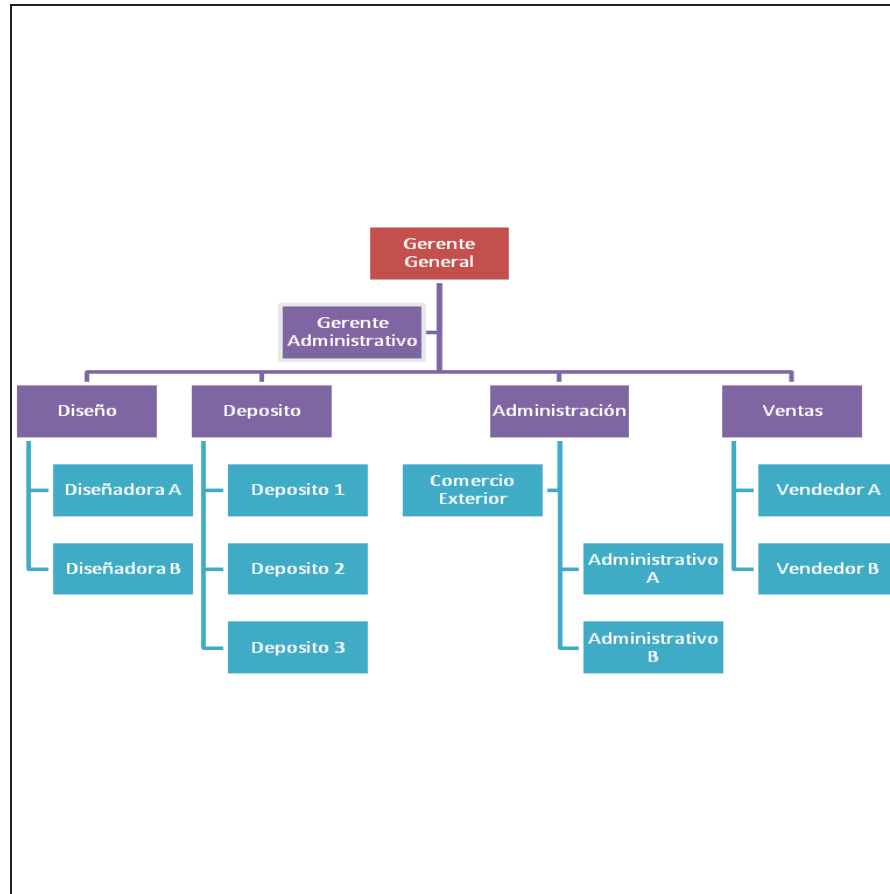 Gerente
General
Gerente
Administrativo
Diseño
Deposito
Administración
Ventas
Diseñadora A
Deposito 1
Comercio
Exterior
Vendedor A
Diseñadora B
Deposito 2
Administrativo
A
Vendedor B
Deposito 3
Administrativo
B